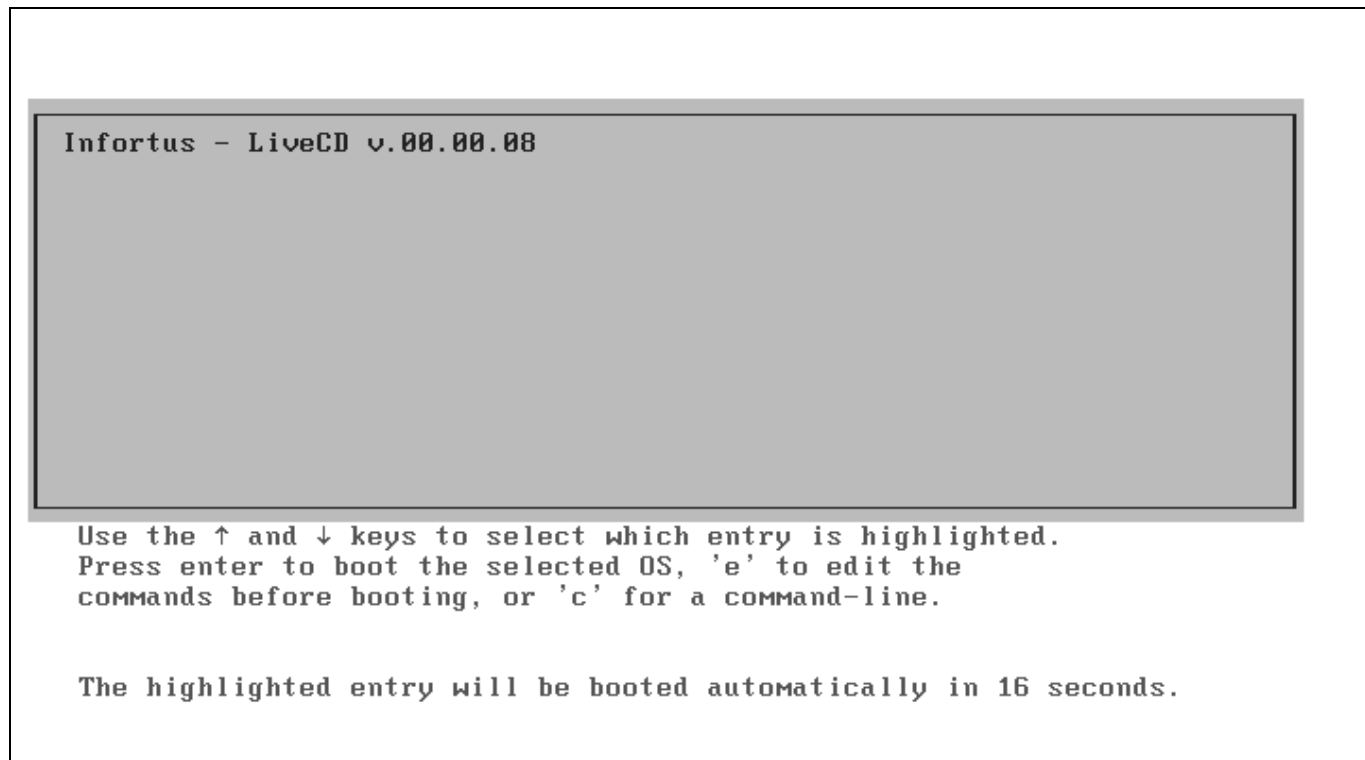 Infortus - LiveCD v.00.00.08
Use the ↑ and ↓ keys to select which entry is highlighted.
Press enter to boot the selected OS, 'e' to edit the
commands before booting, or 'c' for a command-line.
The highlighted entry will be booted automatically in 16 seconds.